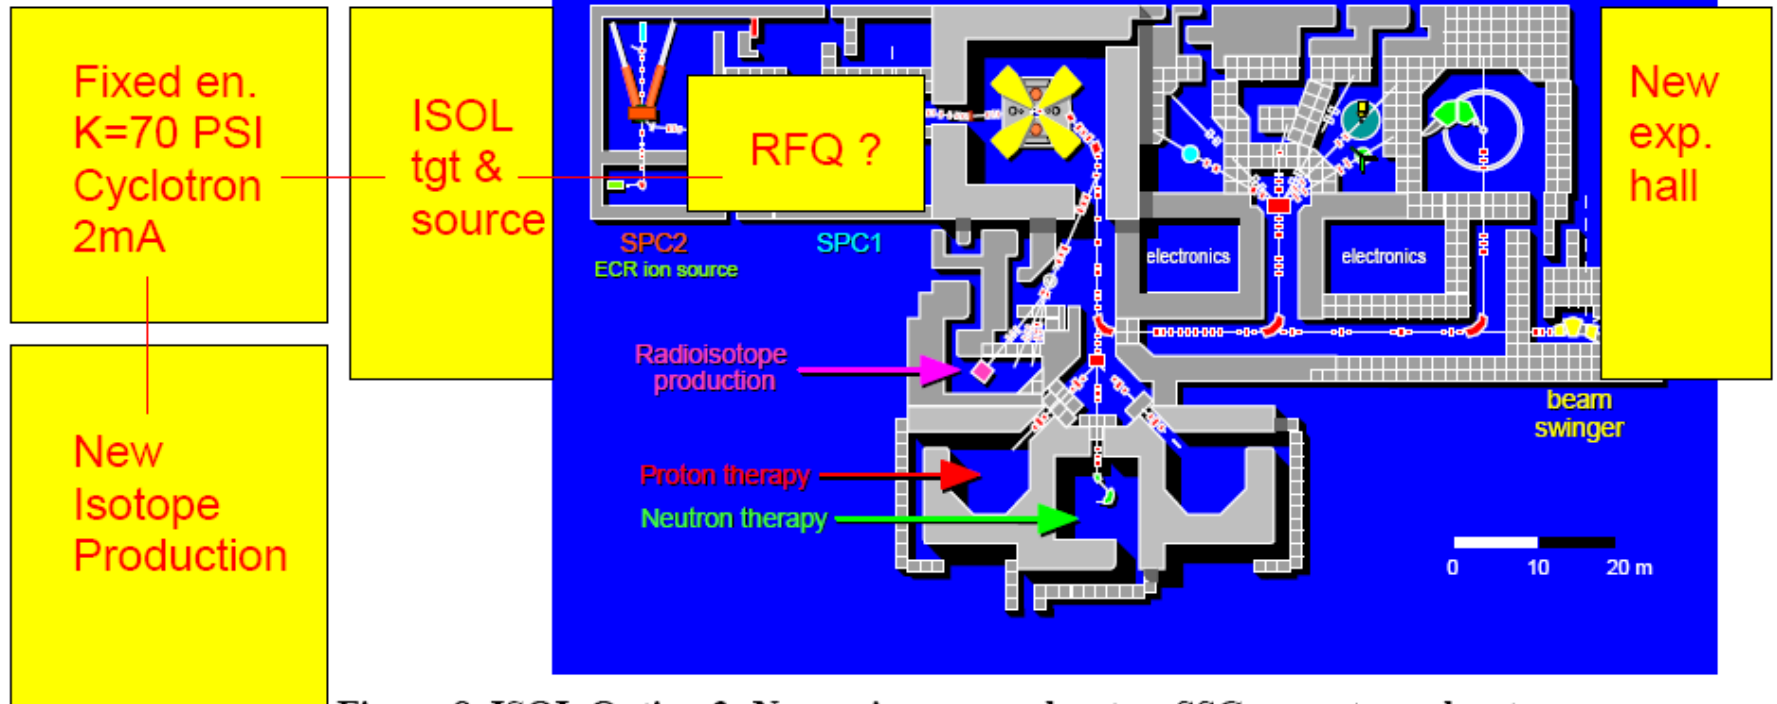 Fixed en.
K=70 PSI
Cyclotron
2mA
ISOL
tgt &
source
RFQ ?
New
exp.
hall
SPC2
ECR ion source
SPC1
electronics
electronics
Radioisotope
production
beam
swinger
New
Isotope
Production
Proton therapy
Neutron therapy
0 10 20 m